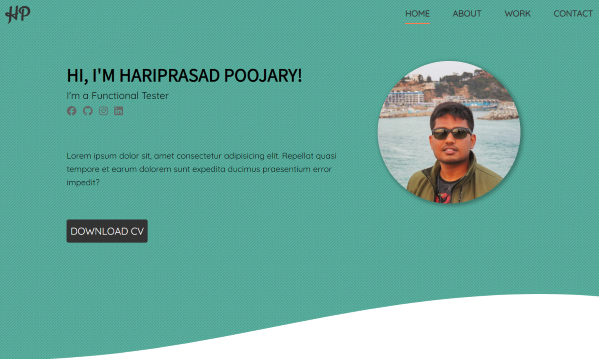 HP
HOME ABOUT WORK CONTACT
HI, I'M HARIPRASAD POOJARY!
I'm a Functional Tester
Lorem ipsum dolor sit, amet consectetur adipisicing elit. Repellat quasi
tempore et earum dolorem sunt expedita ducimus praesentium error
impedit?
DOWNLOAD CV